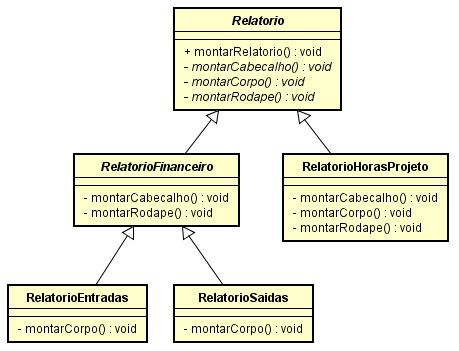 Relatorio
+ montarRelatorio() : void
- montarCabecalho() : void
- montarCorpo() : void
- montarRodape() : void
RelatorioFinanceiro
- montarCabecalho() : void
- montarRodape() : void
RelatorioHorasProjeto
- montarCabecalho() : void
- montarCorpo() : void
- montarRodape() : void
RelatorioEntradas
- montarCorpo() : void
RelatorioSaidas
- montarCorpo() : void